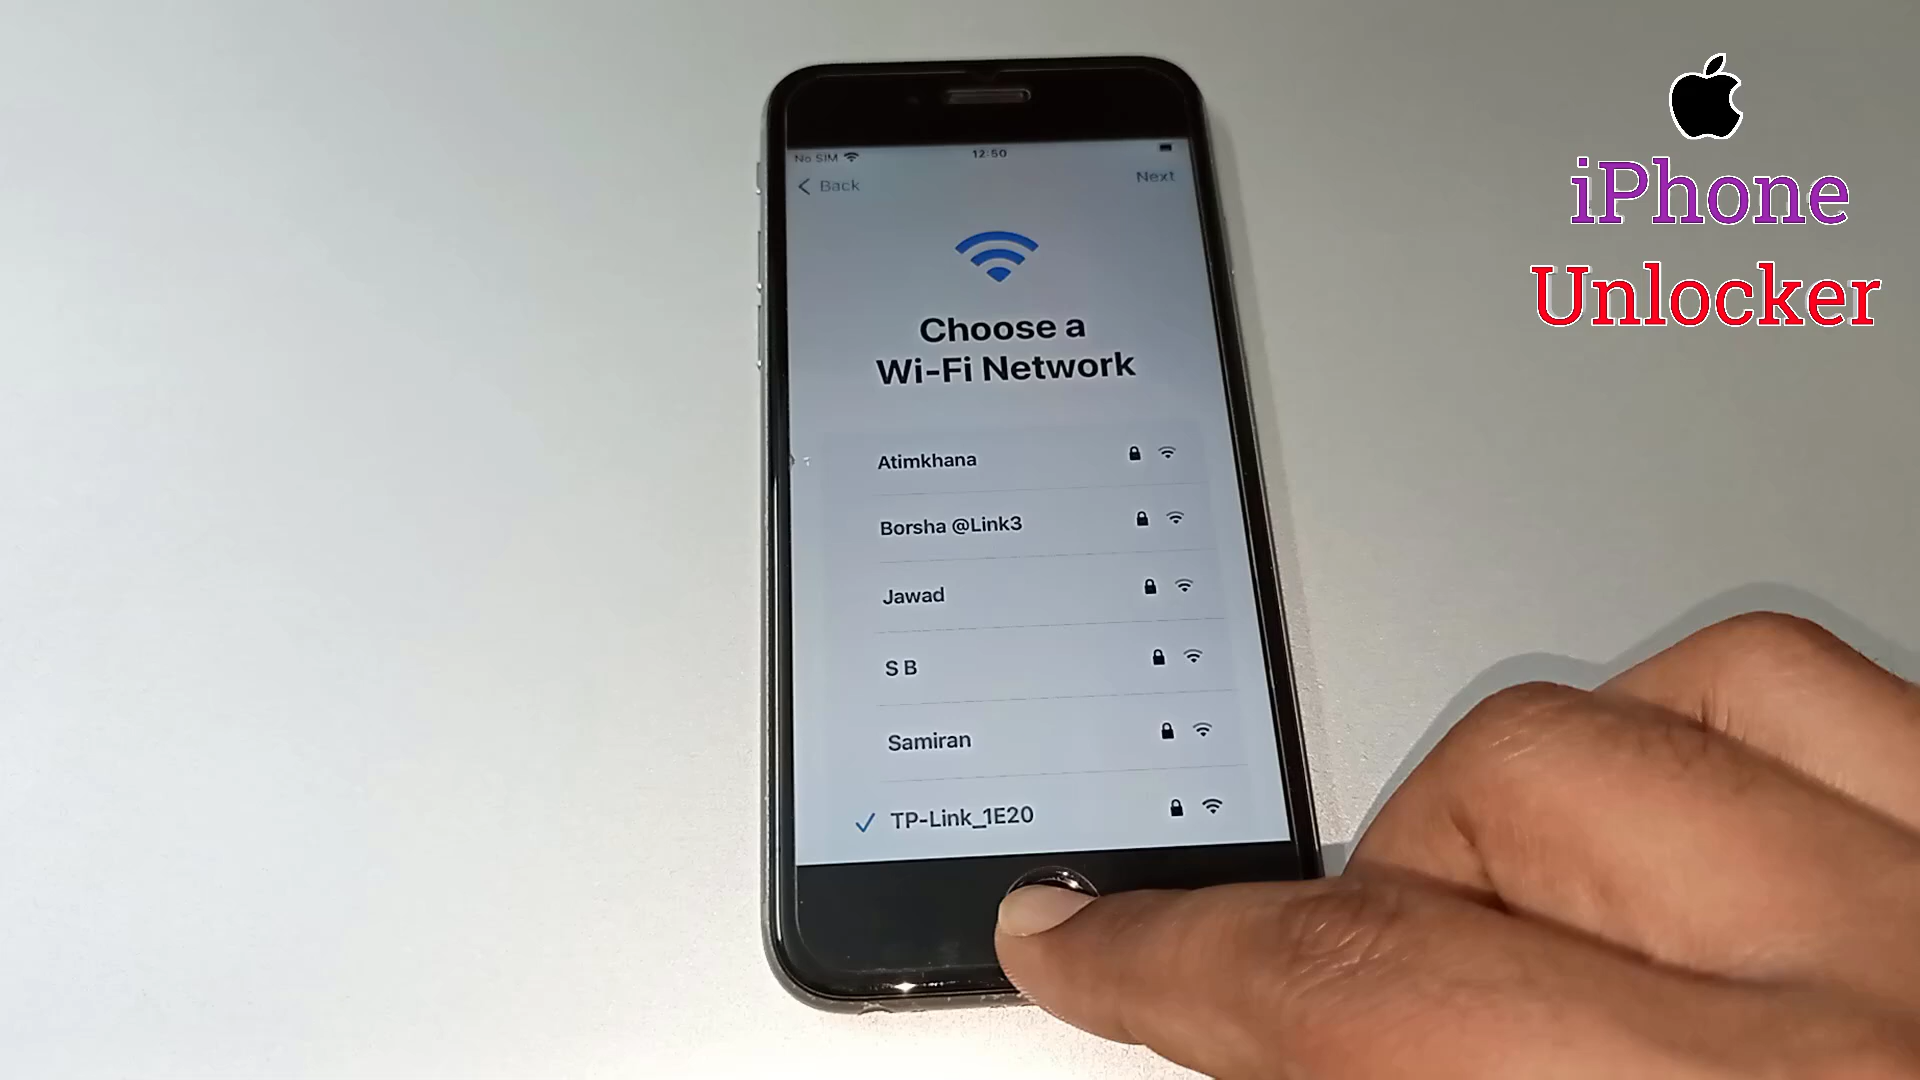 No SIM
12:50
Back
Next
Choose a
Wi-Fi Network
Atimkhana
Borsha @Link3
Jawad
S B
Samiran
TP-Link_1E20
iPhone
Unlocker